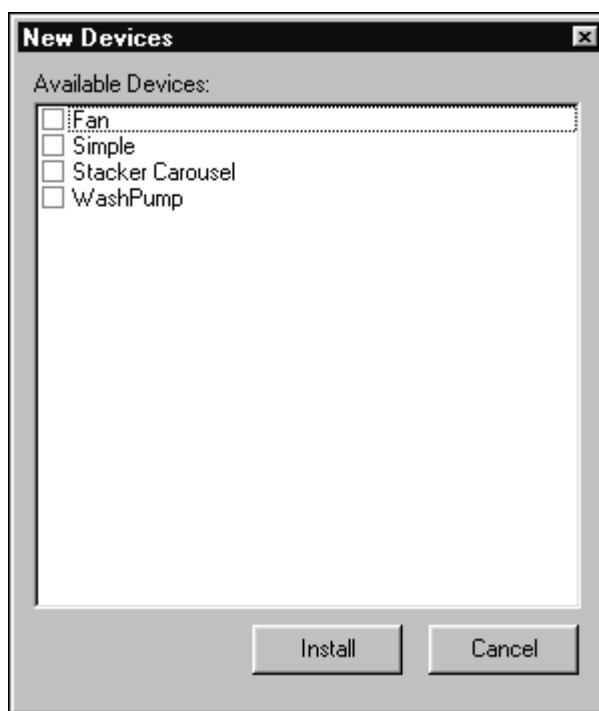 New Devices
Available Devices:
Fan
Simple
Stacker Carousel
WashPump
Install
Cancel